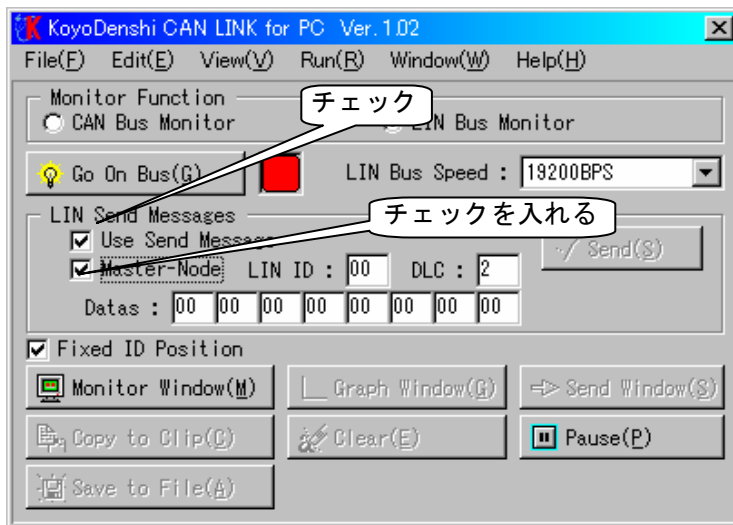 KoyoDenshi CAN LINK for PC Ver.1.02
File(F) Edit(E) View(V) Run(R) Window(W) Help(H)
Monitor Function
チェック
CAN Bus Monitor LIN Bus Monitor
Go On Bus(G) LIN Bus Speed : 19200BPS
LIN Send Messages
チェックを入れる
Use Send Message
Send(S)
Master-Node LIN ID : 00 DLC : 2
Datas : 00 00 00 00 00 00 00 00
Fixed ID Position
Monitor Window(M) Graph Window(G) Send Window(S)
Copy to Clip(C) Clear(E) Pause(P)
Save to File(A)